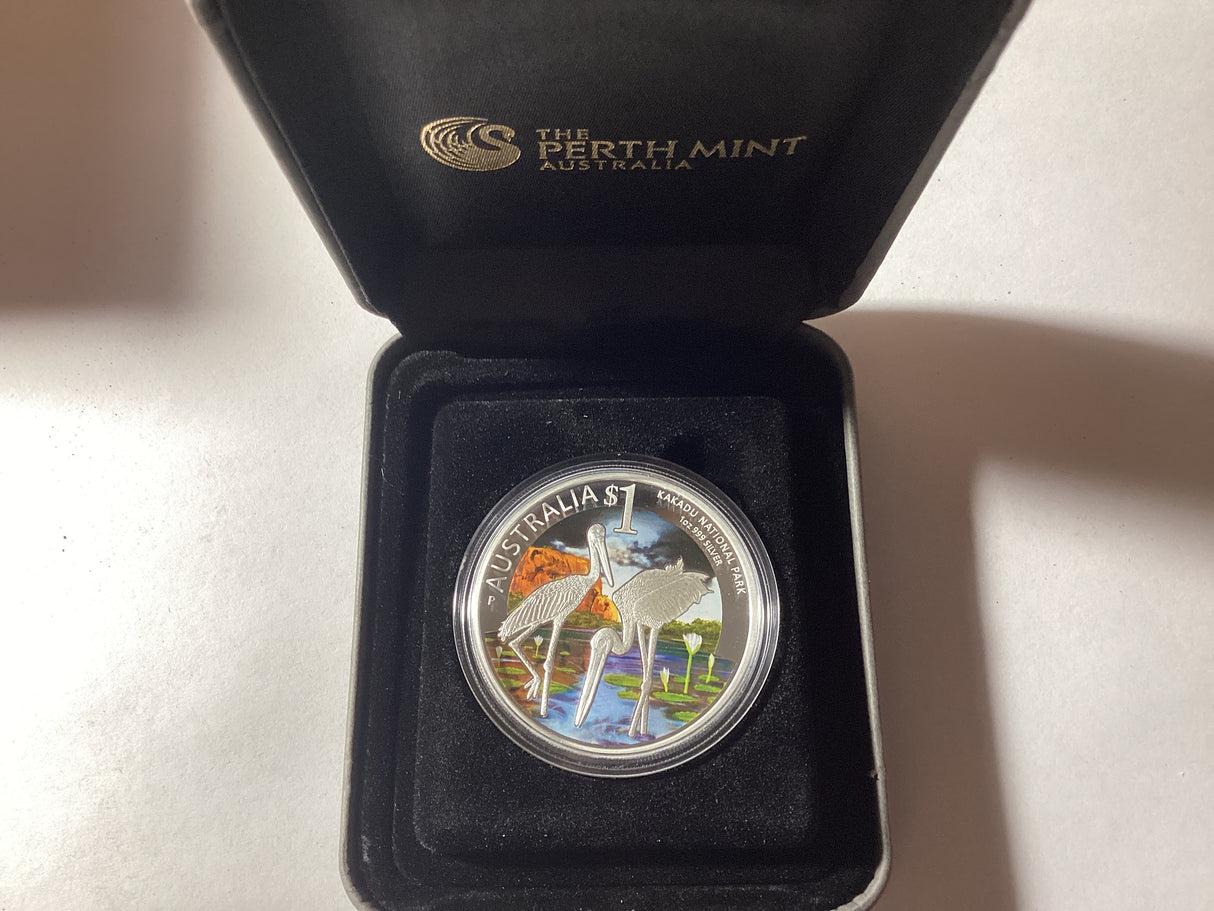 THE
PERTH MINT
AUSTRALIA
AUSTRALIA $1
KAKADU NATIONAL PARK
1oz 999 SILVER
P